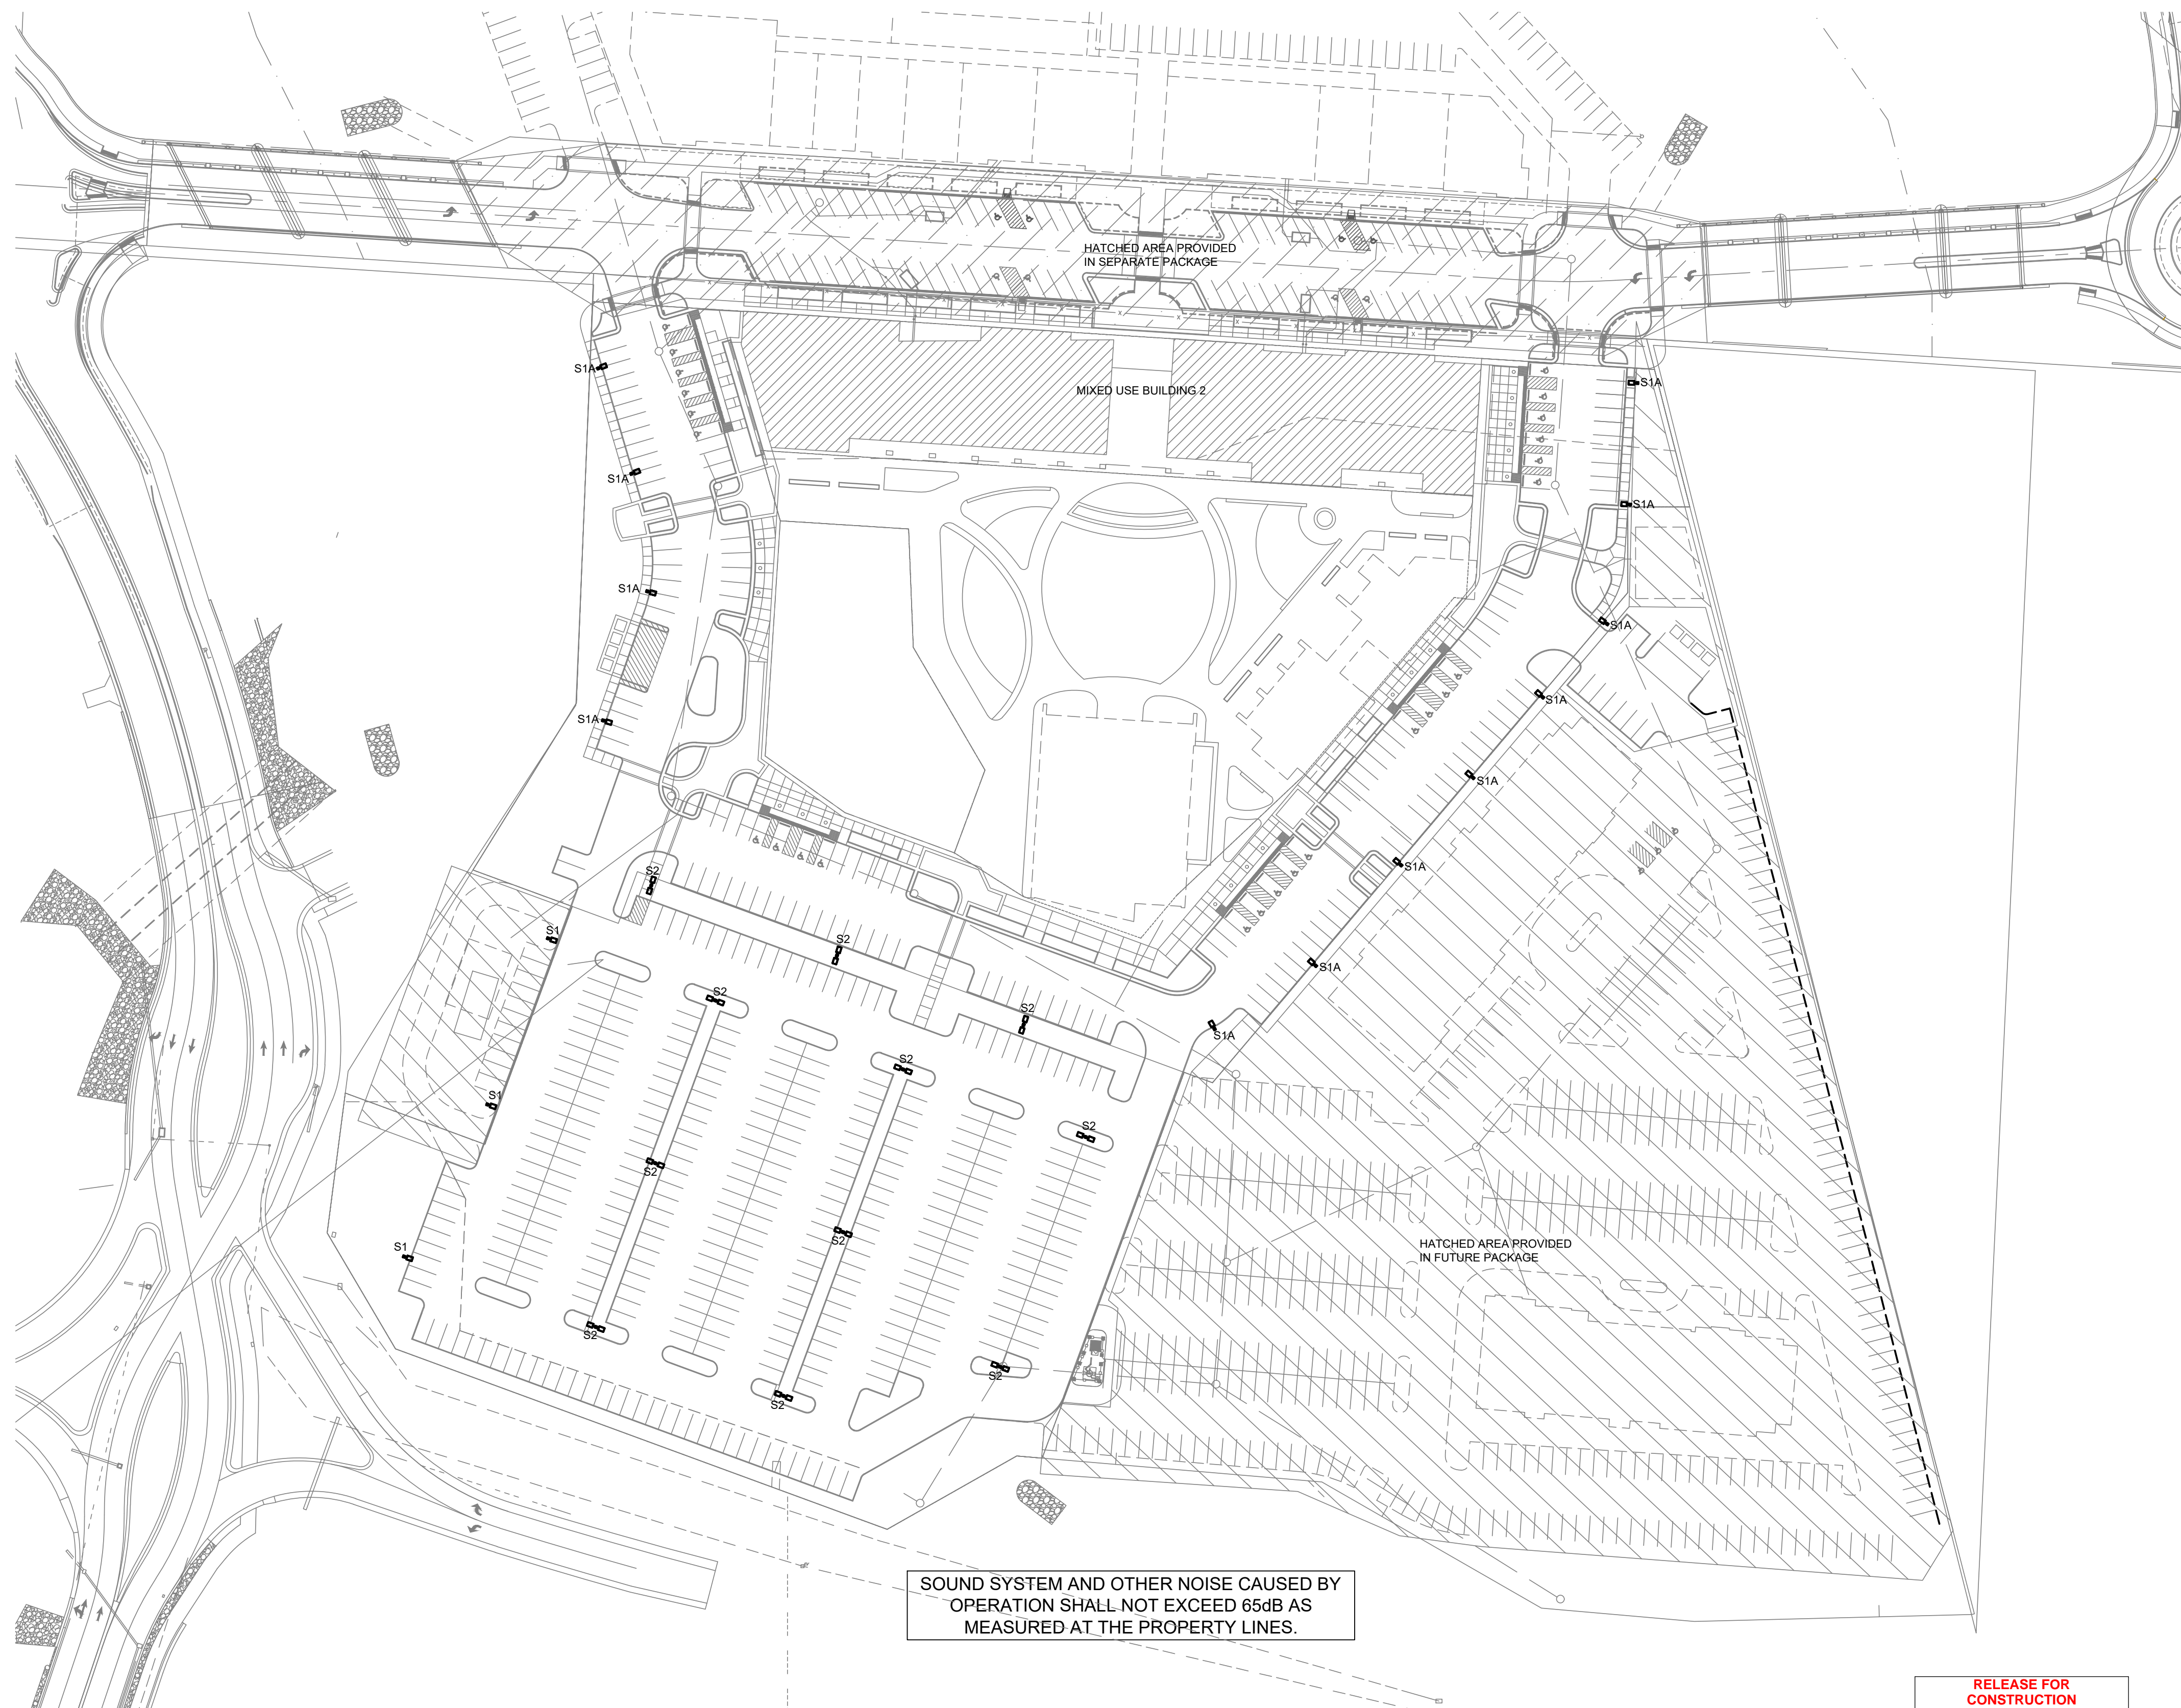 HATCHED AREA PROVIDED
IN SEPARATE PACKAGE
S1A
S1A
MIXED USE BUILDING 2
S1A
S1A
S1A
S1A
S1A
S1A
S1A
S1A
S2
S1A
S1
S2
S1A
S2
S2
S1A
S2
S1
S2
S2
S2
HATCHED AREA PROVIDED
IN FUTURE PACKAGE
S1
S2
S2
S2
SOUND SYSTEM AND OTHER NOISE CAUSED BY
OPERATION SHALL NOT EXCEED 65dB AS
MEASURED AT THE PROPERTY LINES.
RELEASE FOR
CONSTRUCTION